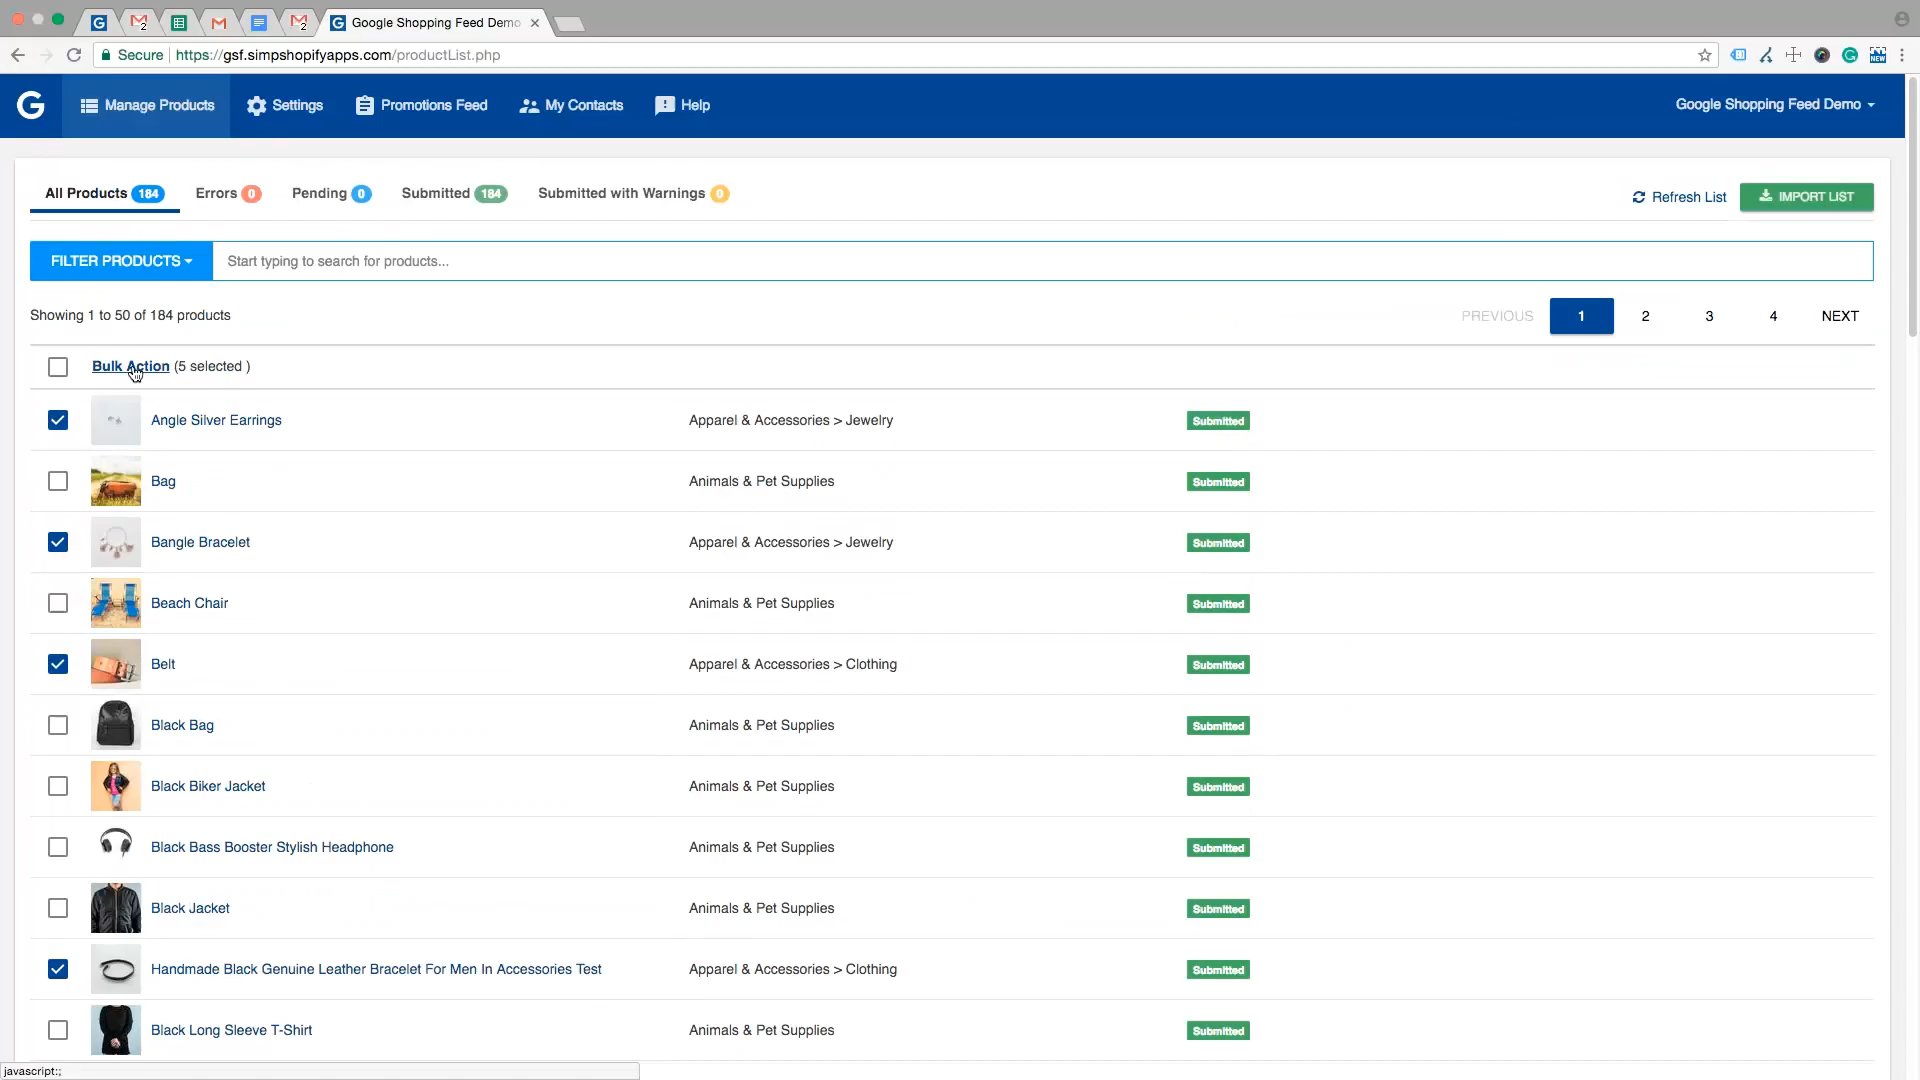 Google Shopping Feed Demo
Secure https://gsf.simpshopifyapps.com/productList.php
NEW
G Manage Products Settings Promotions Feed My Contacts Help Google Shopping Feed Demo
All Products 184 Errors 0 Pending 0 Submitted 184 Submitted with Warnings 0 Refresh List IMPORT LIST
FILTER PRODUCTS Start typing to search for products...
Showing 1 to 50 of 184 products PREVIOUS 1 2 3 4 NEXT
Bulk Action (5 selected )
Angle Silver Earrings Apparel & Accessories > Jewelry Submitted
Bag Animals & Pet Supplies Submitted
Bangle Bracelet Apparel & Accessories > Jewelry Submitted
Beach Chair Animals & Pet Supplies Submitted
Belt Apparel & Accessories > Clothing Submitted
Black Bag Animals & Pet Supplies Submitted
Black Biker Jacket Animals & Pet Supplies Submitted
Black Bass Booster Stylish Headphone Animals & Pet Supplies Submitted
Black Jacket Animals & Pet Supplies Submitted
Handmade Black Genuine Leather Bracelet For Men In Accessories Test Apparel & Accessories > Clothing Submitted
Black Long Sleeve T-Shirt Animals & Pet Supplies Submitted
javascript:;